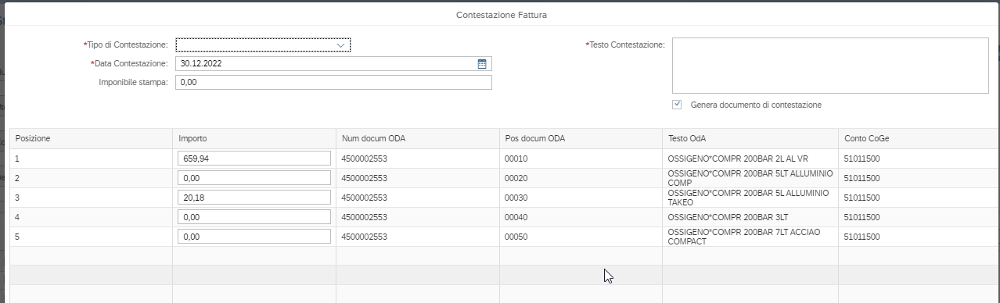 Contestazione Fattura
*Tipo di Contestazione:
*Data Contestazione: 30.12.2022
Imponibile stampa: 0,00
*Testo Contestazione:
Genera documento di contestazione
Posizione Importo Num docum ODA Pos docum ODA Testo OdA Conto CoGe
1 659,94 4500002553 00010 OSSIGENO*COMPR 200BAR 2L AL VR 51011500
2 0,00 4500002553 00020 OSSIGENO*COMPR 200BAR 5LT ALLUMINIO COMP 51011500
3 20,18 4500002553 00030 OSSIGENO*COMPR 200BAR 5L ALLUMINIO TAKEO 51011500
4 0,00 4500002553 00040 OSSIGENO*COMPR 200BAR 3LT 51011500
5 0,00 4500002553 00050 OSSIGENO*COMPR 200BAR 7LT ACCIAO COMPACT 51011500